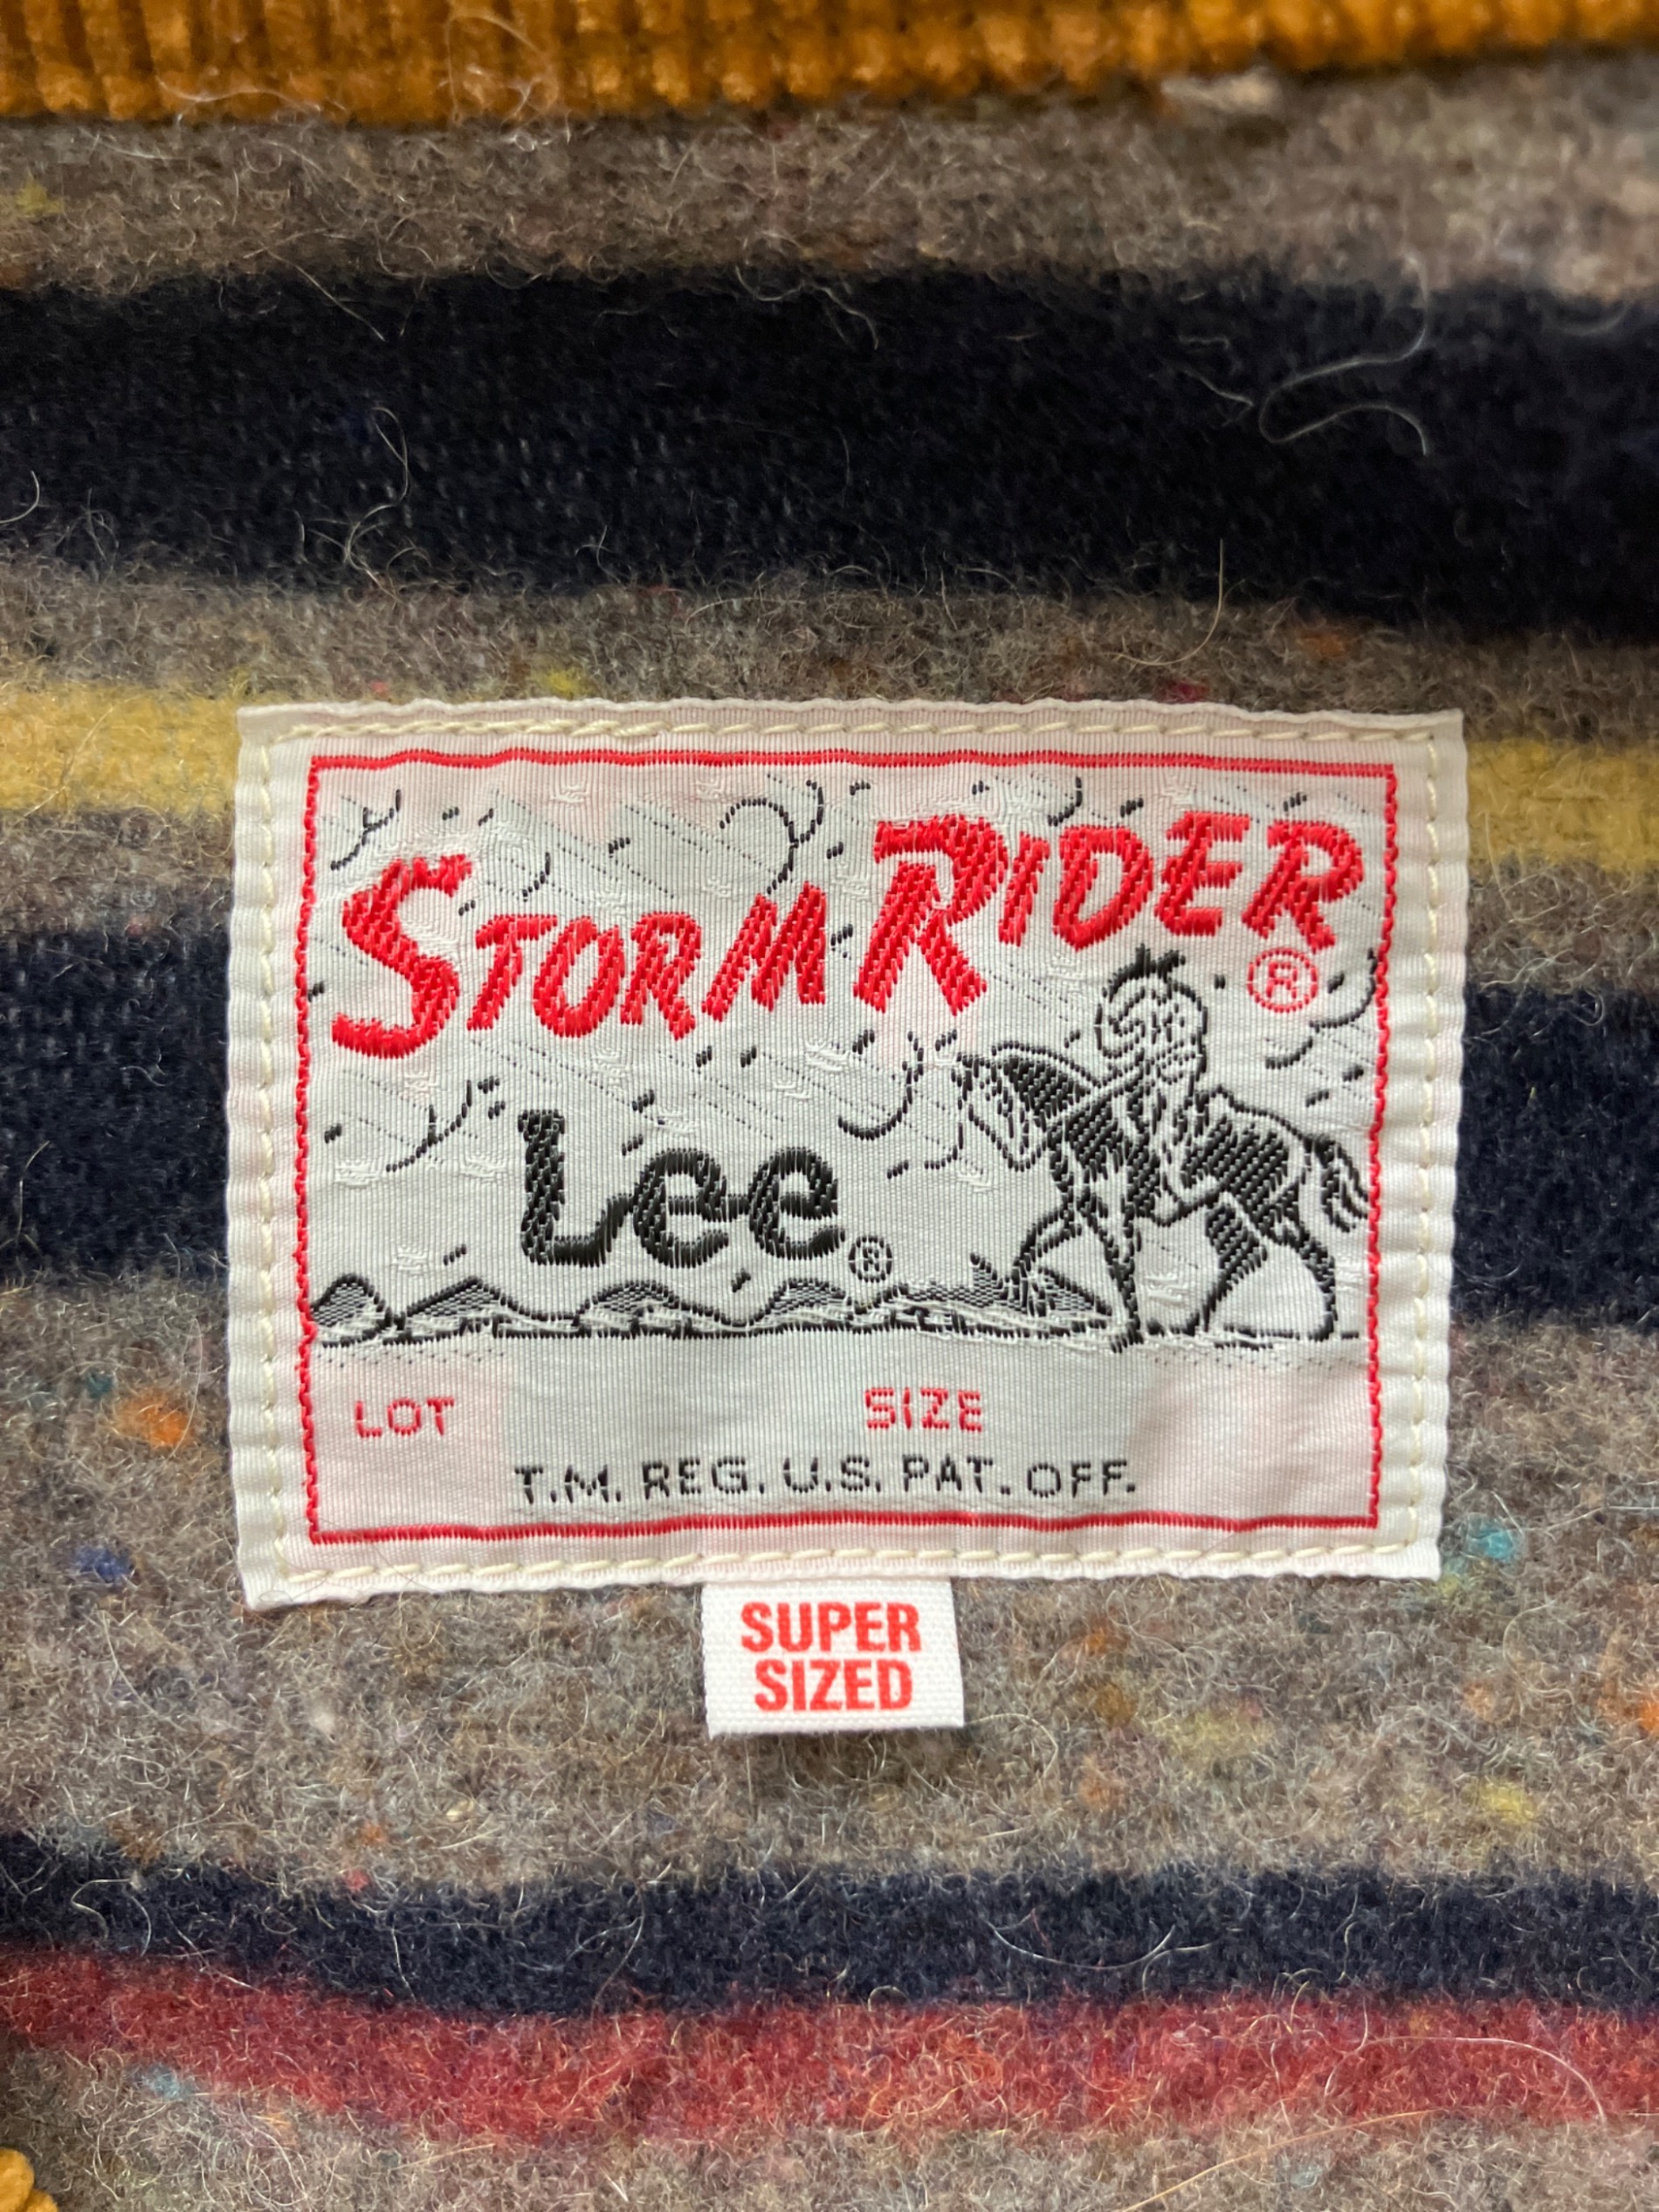 STORM RIDER ®
Lee ®
LOT SIZE
T.M. REG. U.S. PAT. OFF.
SUPER
SIZED